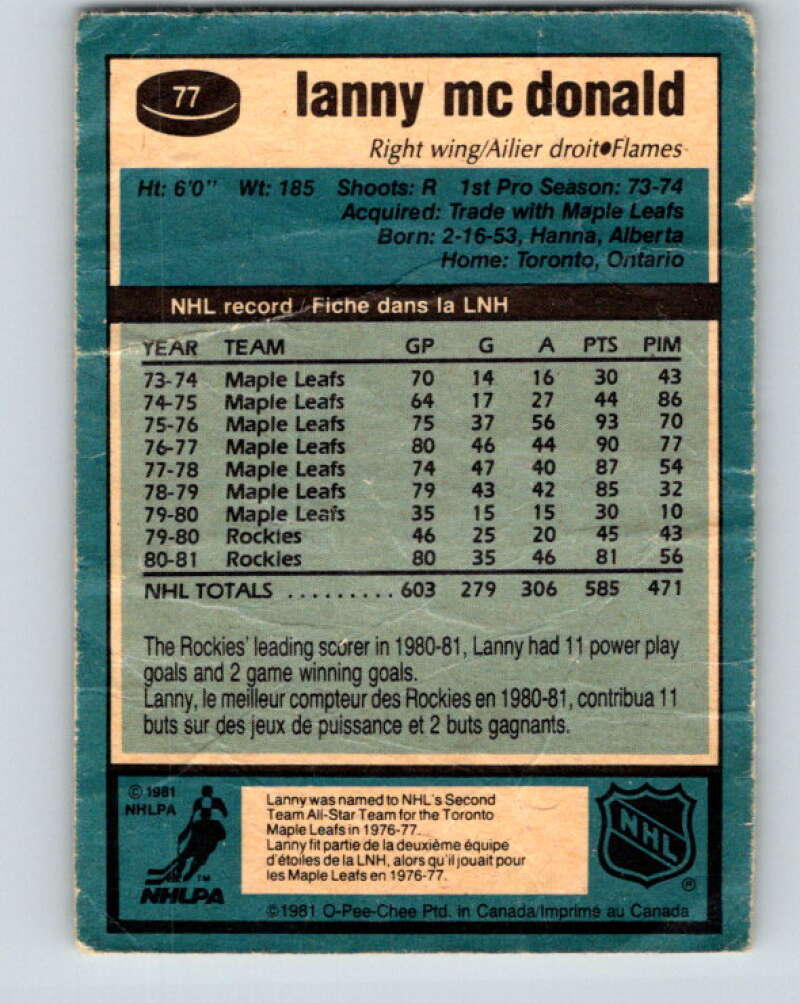 77
lanny mc donald
Right wing/Ailier droit•Flames
Ht: 6'0" Wt: 185 Shoots: R 1st Pro Season: 73-74
Acquired: Trade with Maple Leafs
Born: 2-16-53, Hanna, Alberta
Home: Toronto, Ontario
NHL record / Fiche dans la LNH
YEAR TEAM GP G A PTS PIM
73-74 Maple Leafs 70 14 16 30 43
74-75 Maple Leafs 64 17 27 44 86
75-76 Maple Leafs 75 37 56 93 70
76-77 Maple Leafs 80 46 44 90 77
77-78 Maple Leafs 74 47 40 87 54
78-79 Maple Leafs 79 43 42 85 32
79-80 Maple Leafs 35 15 15 30 10
79-80 Rockies 46 25 20 45 43
80-81 Rockies 80 35 46 81 56
NHL TOTALS ......... 603 279 306 585 471
The Rockies' leading scorer in 1980-81, Lanny had 11 power play
goals and 2 game winning goals.
Lanny, le meilleur compteur des Rockies en 1980-81, contribua 11
buts sur des jeux de puissance et 2 buts gagnants.
© 1981
NHLPA
TM
NHLPA
Lanny was named to NHL's Second
Team All-Star Team for the Toronto
Maple Leafs in 1976-77.
Lanny fit partie de la deuxième équipe
d'étoiles de la LNH, alors qu'il jouait pour
les Maple Leafs en 1976-77.
NHL
®
©1981 O-Pee-Chee Ptd. in Canada/Imprimé au Canada